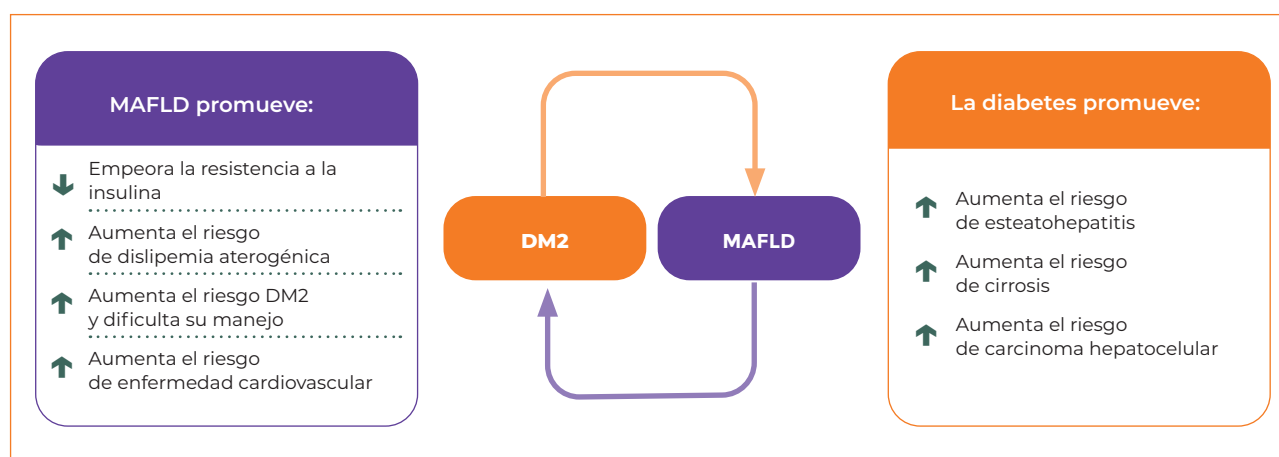 MAFLD promueve:
Empeora la resistencia a la
insulina
Aumenta el riesgo
de dislipemia aterogénica
Aumenta el riesgo DM2
y dificulta su manejo
Aumenta el riesgo
de enfermedad cardiovascular
DM2
MAFLD
La diabetes promueve:
Aumenta el riesgo
de esteatohepatitis
Aumenta el riesgo
de cirrosis
Aumenta el riesgo
de carcinoma hepatocelular